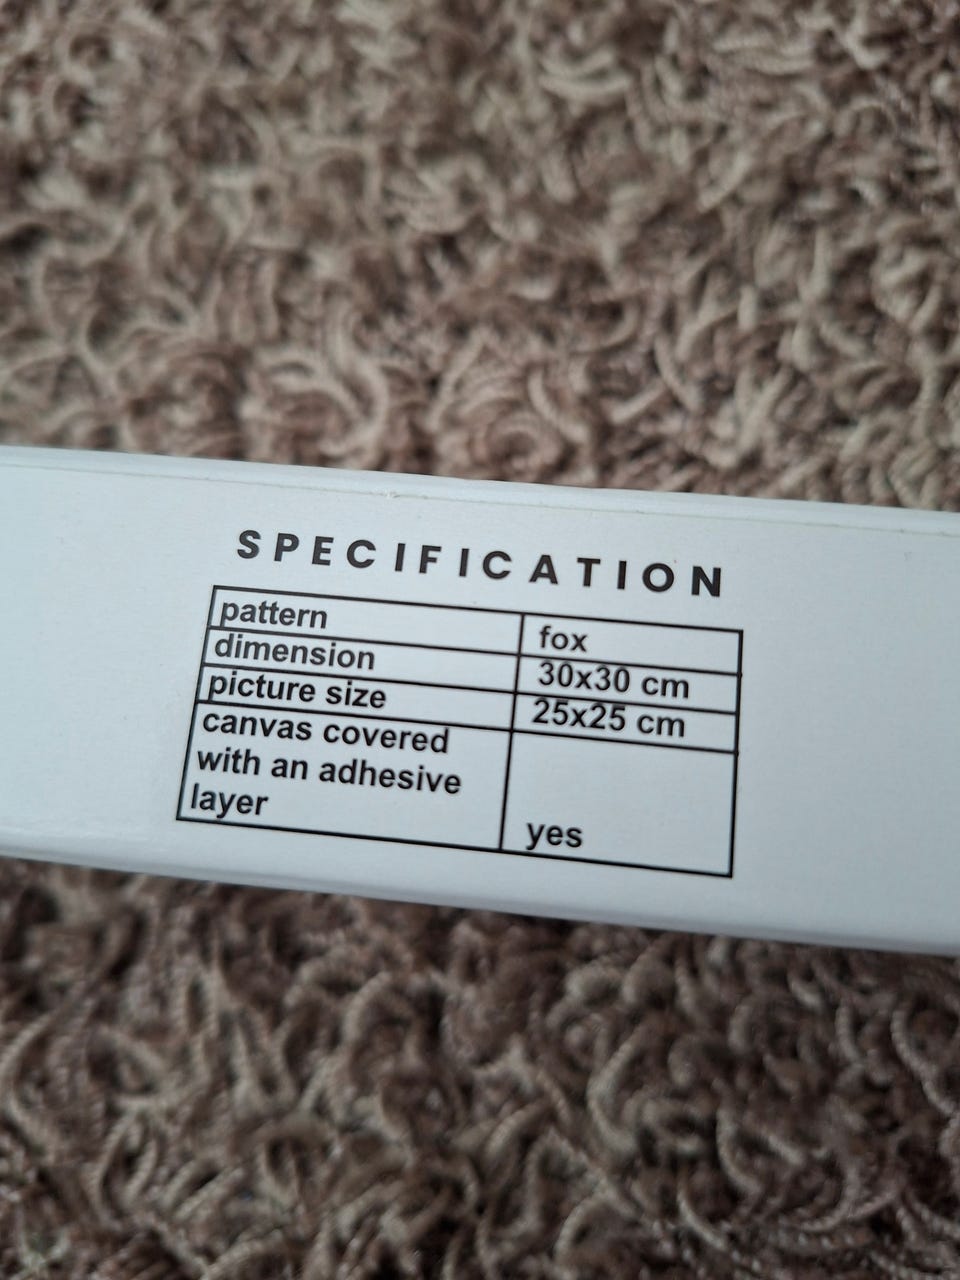 SPECIFICATION
pattern fox
dimension 30x30 cm
picture size 25x25 cm
canvas covered
with an adhesive
layer yes